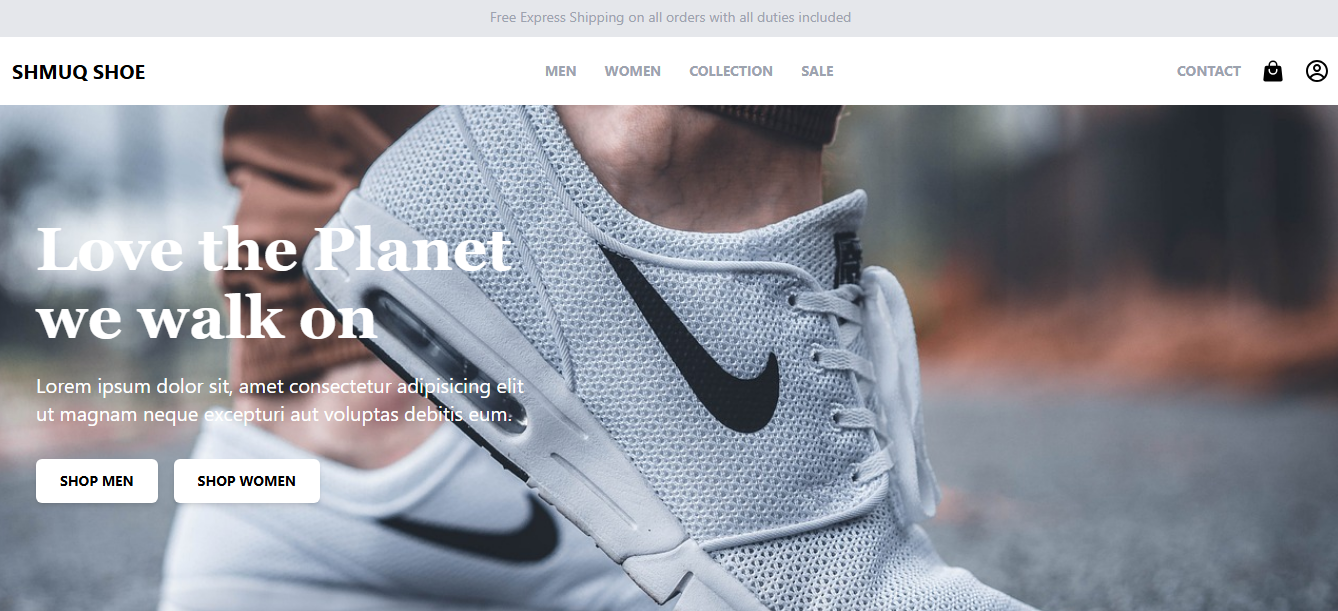 Free Express Shipping on all orders with all duties included
SHMUQ SHOE
MEN WOMEN COLLECTION SALE
CONTACT
Love the Planet
we walk on
Lorem ipsum dolor sit, amet consectetur adipisicing elit
ut magnam neque excepturi aut voluptas debitis eum.
SHOP MEN
SHOP WOMEN